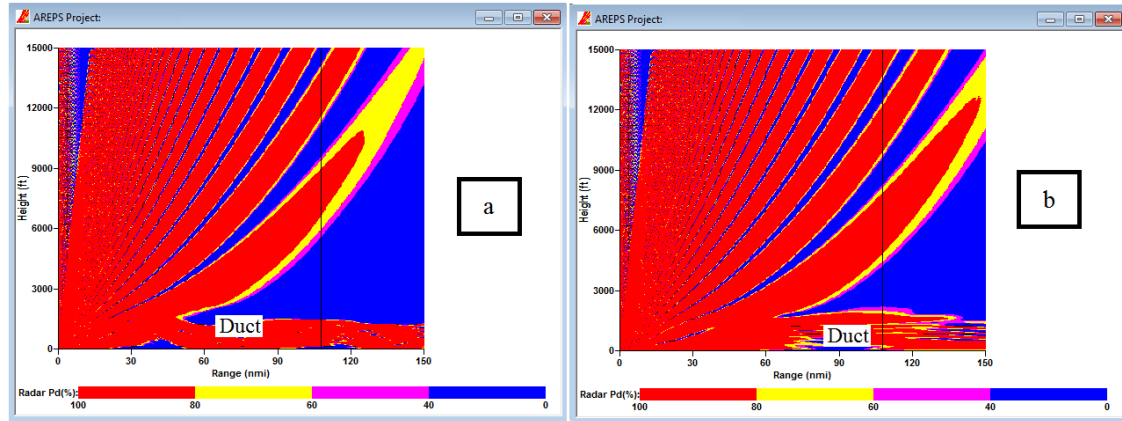 AREPS Project:
15000
12000
9000
6000
3000
0
Height (ft)
Duct
0 30 60 90 120 150
Range (nmi)
Radar Pd(%):
100 80 60 40 0
a
AREPS Project:
15000
12000
9000
6000
3000
0
Height (ft)
Duct
0 30 60 90 120 150
Range (nmi)
Radar Pd(%):
100 80 60 40 0
b